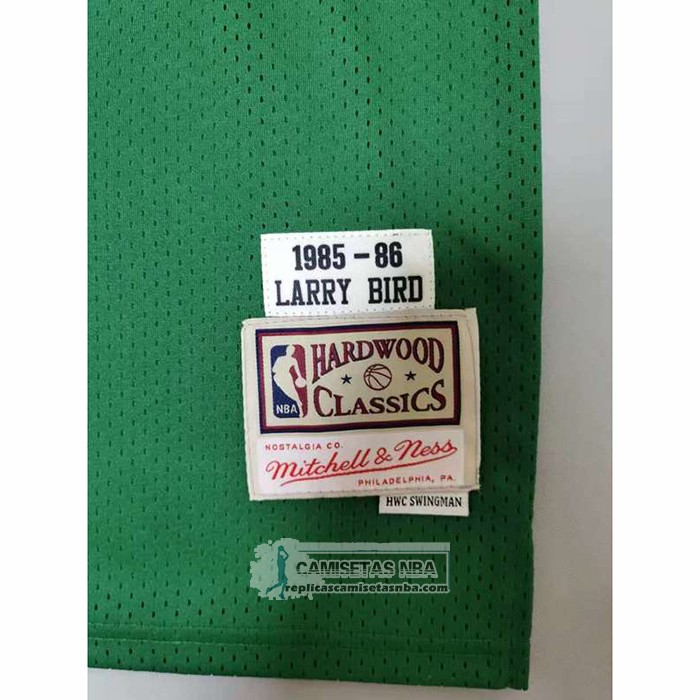 1985 - 86
LARRY BIRD
HARDWOOD
CLASSICS
NBA
NOSTALGIA CO.
Mitchell & Ness
PHILADELPHIA, PA.
HWC SWINGMAN
CAMISETAS NBA
replicascamisetasnba.com